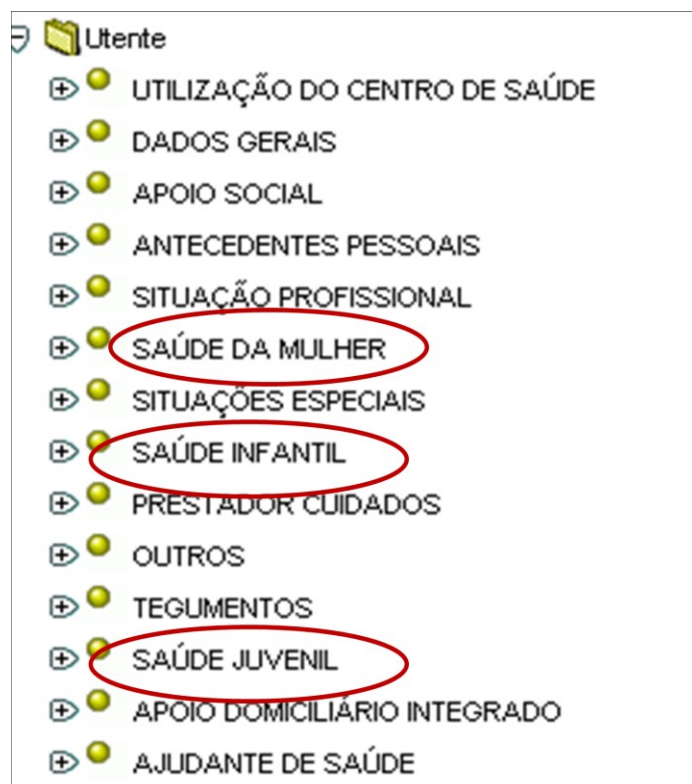 Utente
UTILIZAÇÃO DO CENTRO DE SAÚDE
DADOS GERAIS
APOIO SOCIAL
ANTECEDENTES PESSOAIS
SITUAÇÃO PROFISSIONAL
SAÚDE DA MULHER
SITUAÇÕES ESPECIAIS
SAÚDE INFANTIL
PRESTADOR CUIDADOS
OUTROS
TEGUMENTOS
SAÚDE JUVENIL
APOIO DOMICILIÁRIO INTEGRADO
AJUDANTE DE SAÚDE